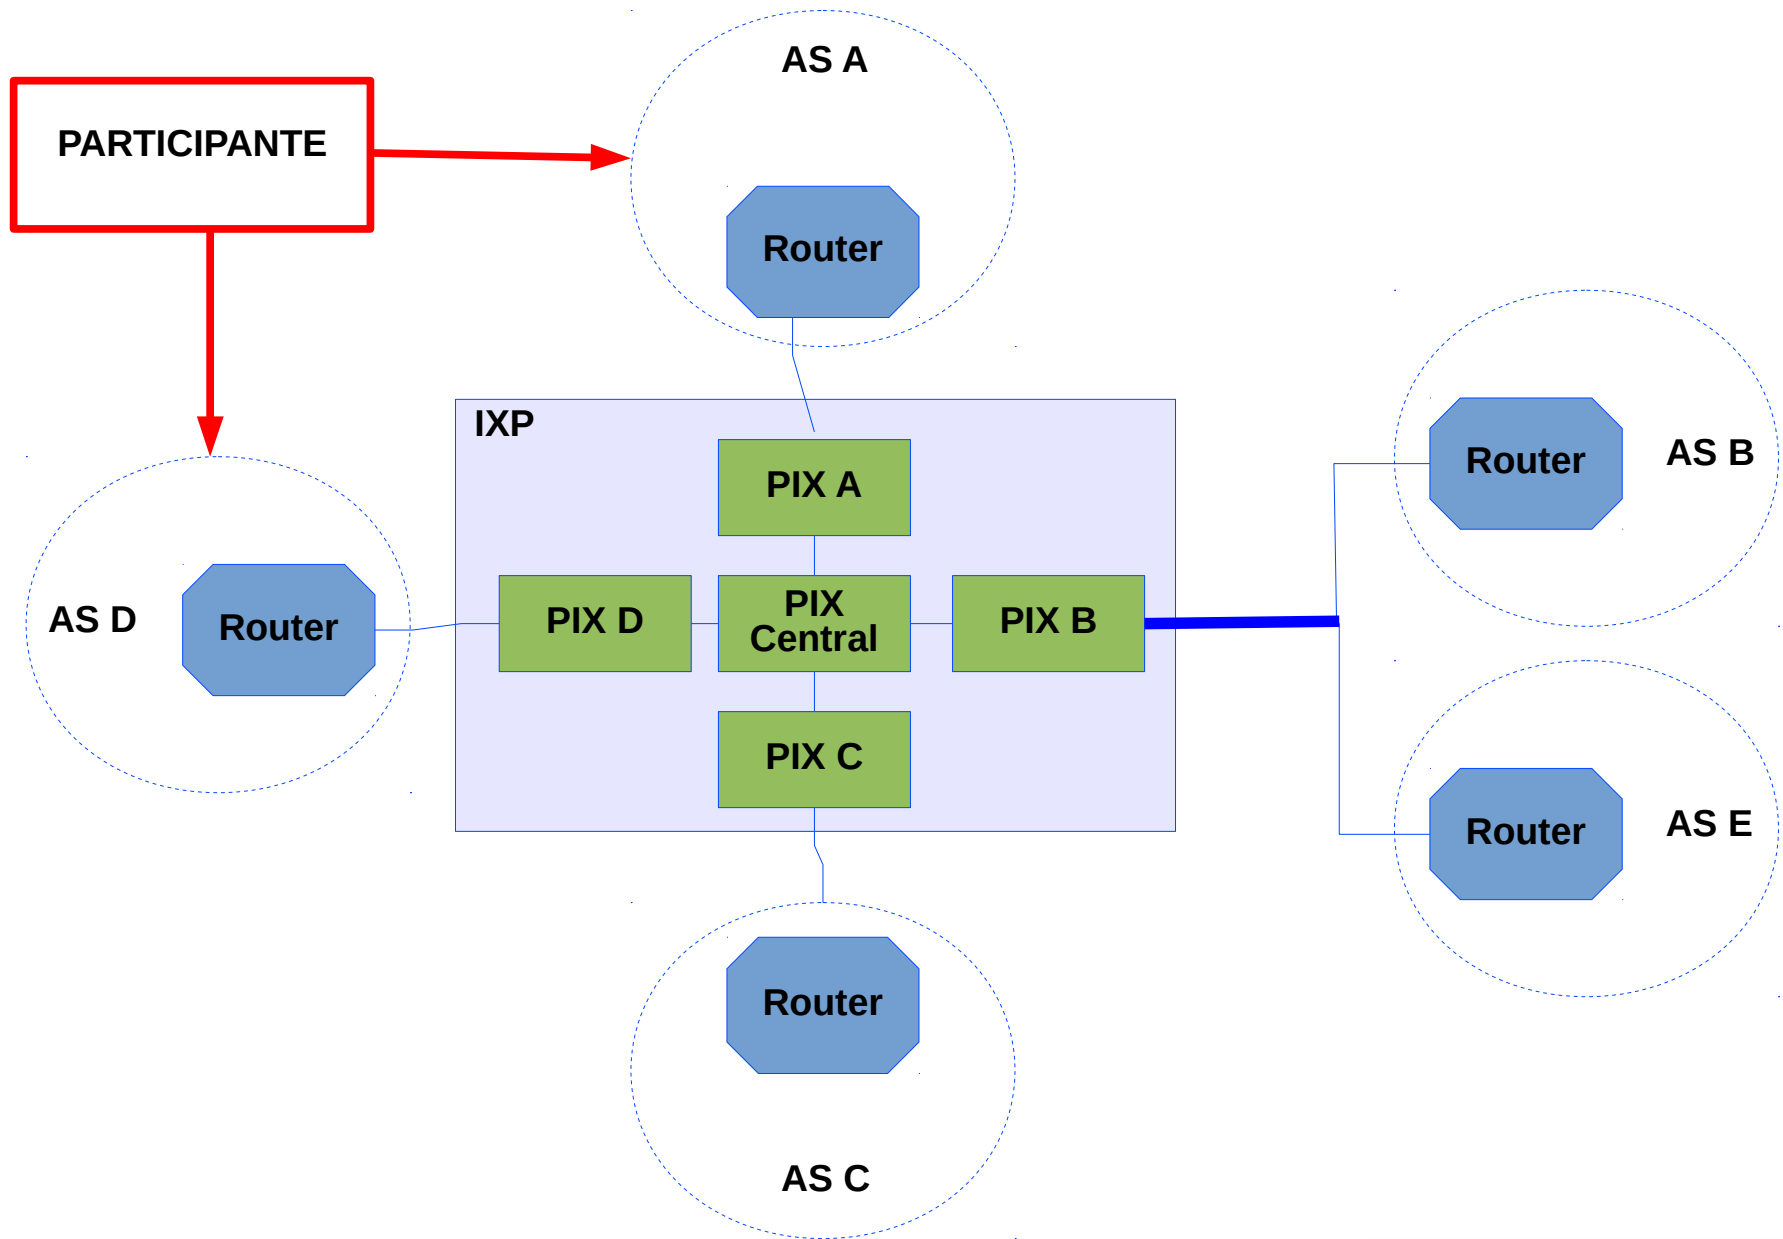 AS A
PARTICIPANTE
Router
IXP
PIX A
Router
AS B
AS D
Router
PIX D
PIX
Central
PIX B
PIX C
Router
AS E
Router
AS C